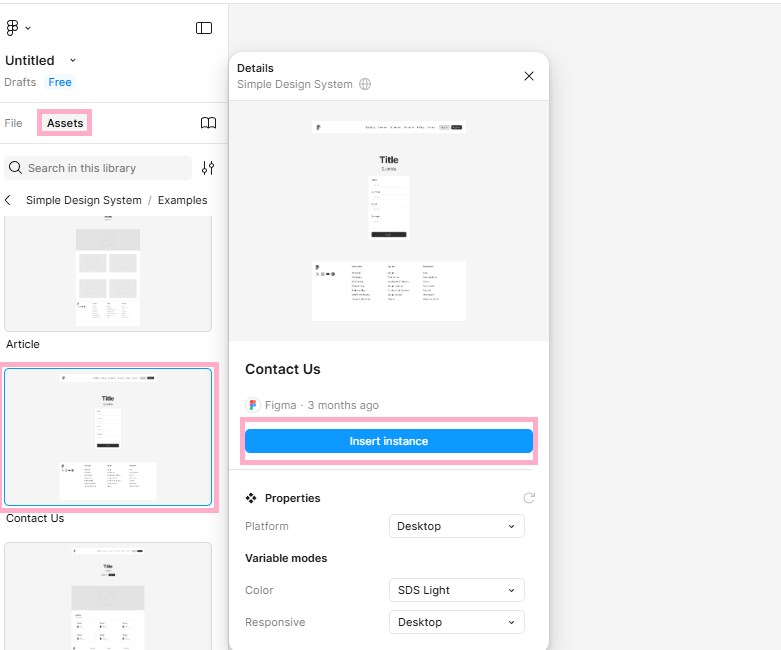 Untitled
Drafts Free
File Assets
Search in this library
Simple Design System / Examples
Article
Title
Contact Us
Title
Details
Simple Design System
Title
Subtitle
Contact Us
Figma · 3 months ago
Insert instance
Properties
Platform Desktop
Variable modes
Color SDS Light
Responsive Desktop